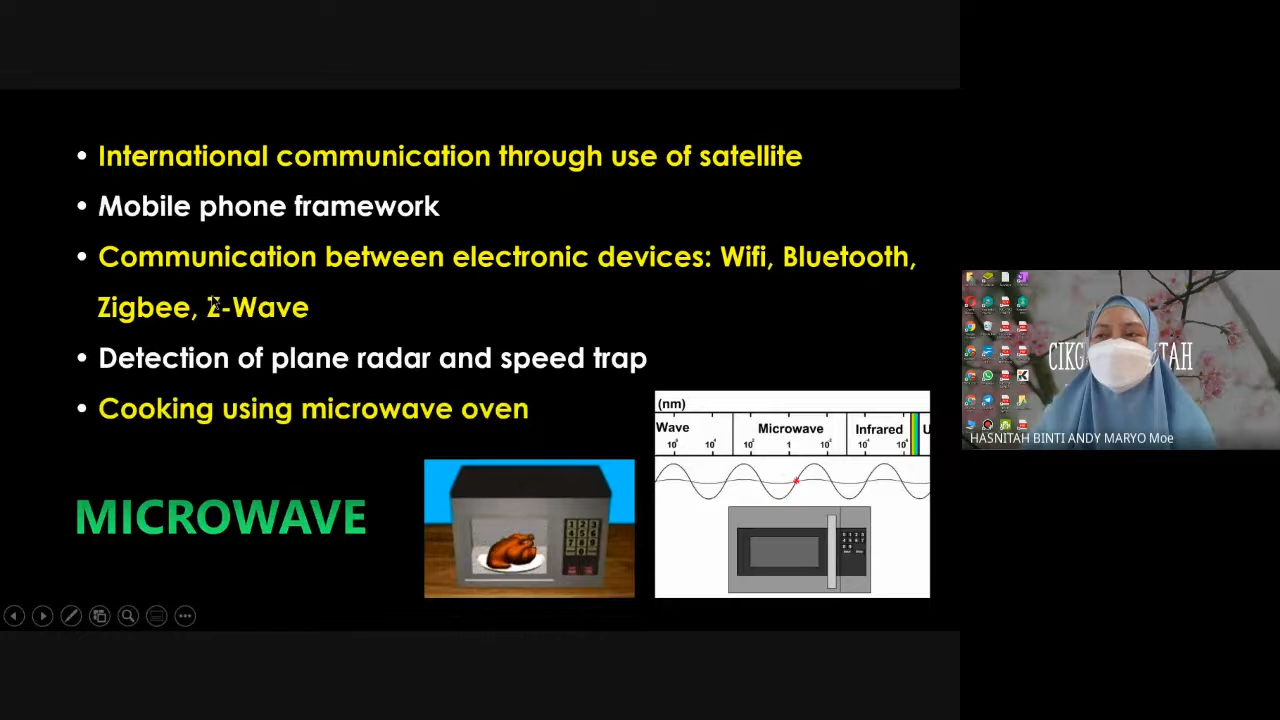 • International communication through use of satellite
• Mobile phone framework
• Communication between electronic devices: Wifi, Bluetooth,
Zigbee, Z-Wave
• Detection of plane radar and speed trap
• Cooking using microwave oven
MICROWAVE
(nm)
Wave
Microwave
Infrared
U
1
HASNITAH BINTI ANDY MARYO Moe